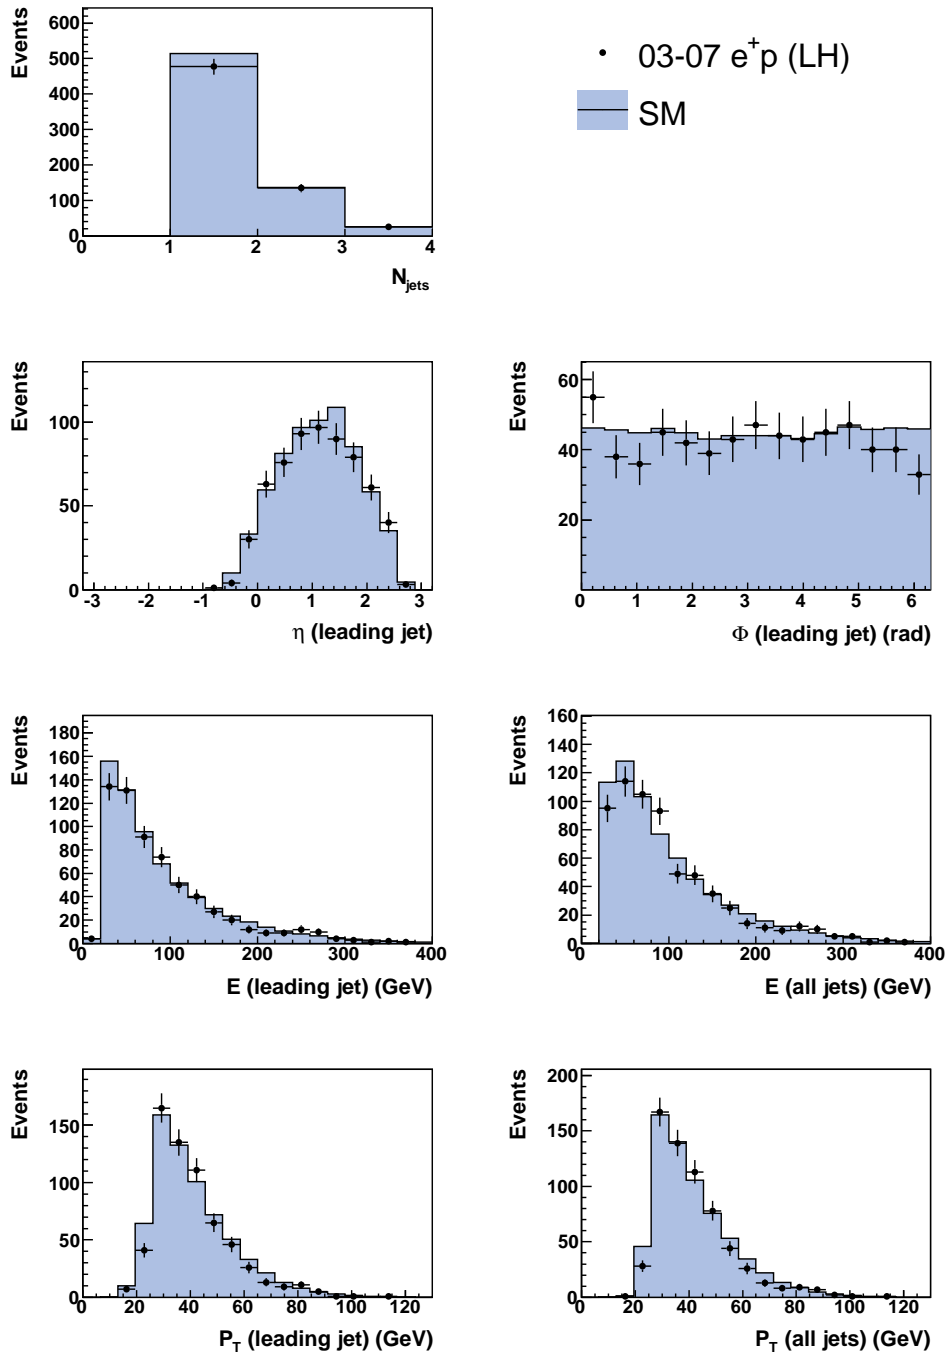 Events
600
500
400
300
200
100
0
0 1 2 3 4
N_jets
03-07 e^+p (LH)
SM
Events
100
50
0
-3 -2 -1 0 1 2 3
η (leading jet)
Events
60
40
20
0 1 2 3 4 5 6
Φ (leading jet) (rad)
Events
180
160
140
120
100
80
60
40
20
0
0 100 200 300 400
E (leading jet) (GeV)
Events
160
140
120
100
80
60
40
20
0
0 100 200 300 400
E (all jets) (GeV)
Events
150
100
50
0
0 20 40 60 80 100 120
P_T (leading jet) (GeV)
Events
200
150
100
50
0
0 20 40 60 80 100 120
P_T (all jets) (GeV)